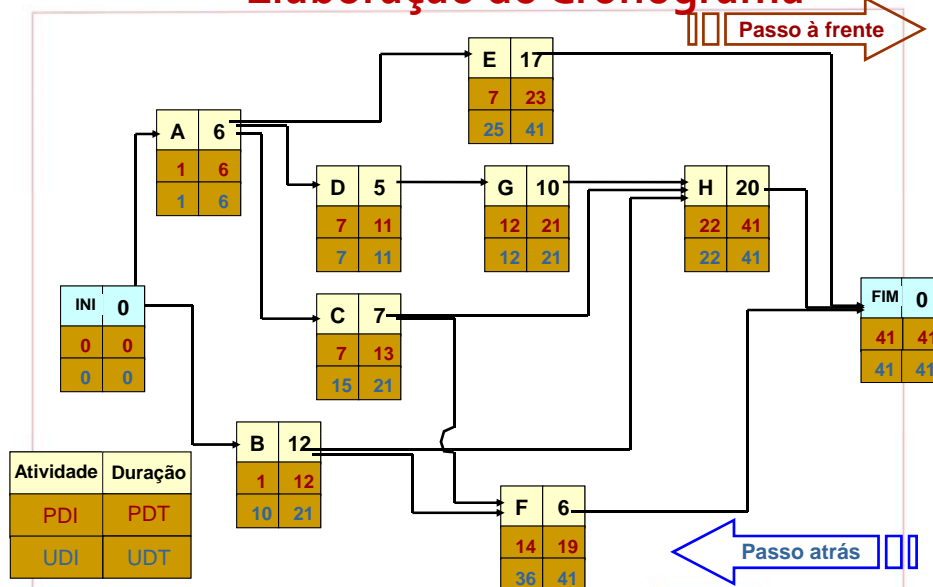 Elaboração do Cronograma
Passo à frente
E 17
7 23
25 41
A 6
1 6
1 6
D 5
7 11
7 11
G 10
12 21
12 21
H 20
22 41
22 41
INI 0
0 0
0 0
C 7
7 13
15 21
FIM 0
41 41
41 41
B 12
1 12
10 21
F 6
14 19
36 41
Atividade Duração
PDI PDT
UDI UDT
Passo atrás